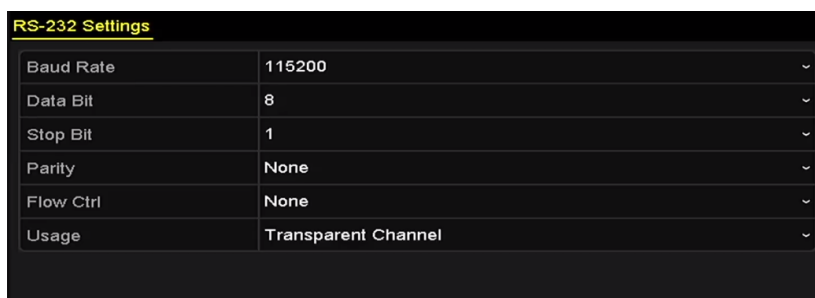 RS-232 Settings
Baud Rate 115200
Data Bit 8
Stop Bit 1
Parity None
Flow Ctrl None
Usage Transparent Channel